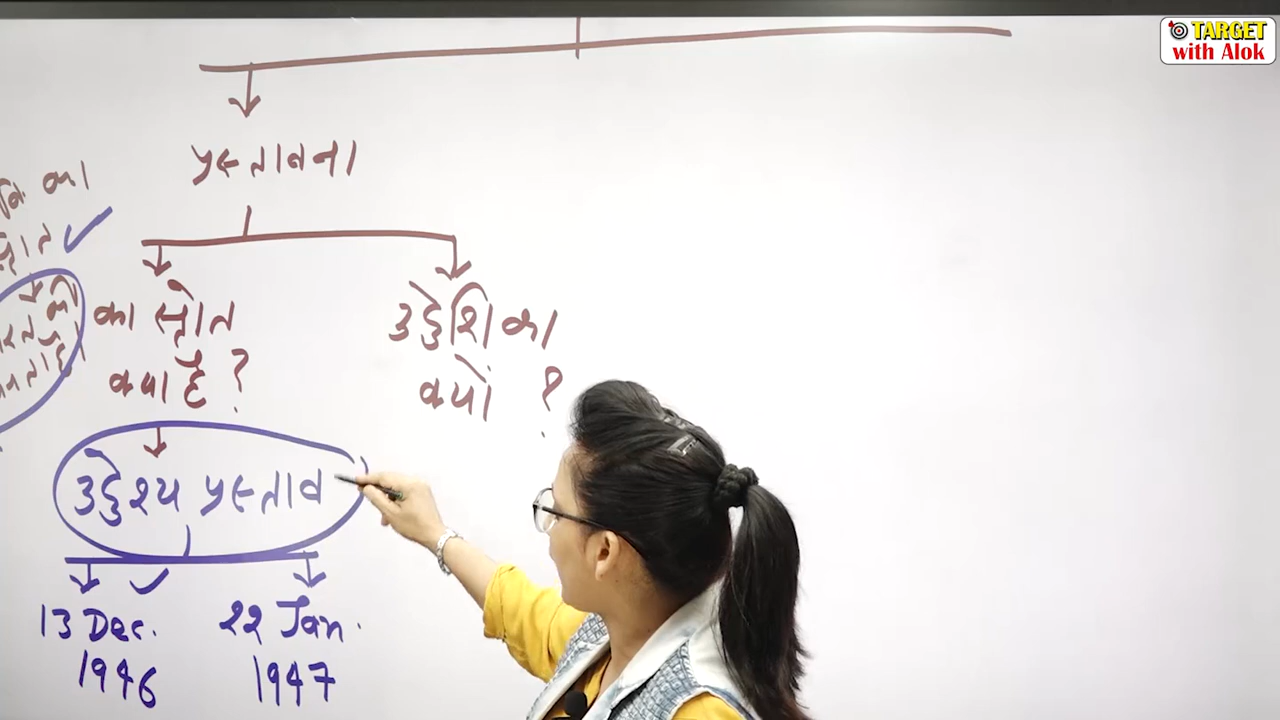 TARGET
with Alok
प्रस्तावना
का
का स्त्रोत
क्या है ?
उद्देशिका
क्यों ?
उद्देश्य प्रस्ताव
13 Dec.
1946
22 Jan.
1947